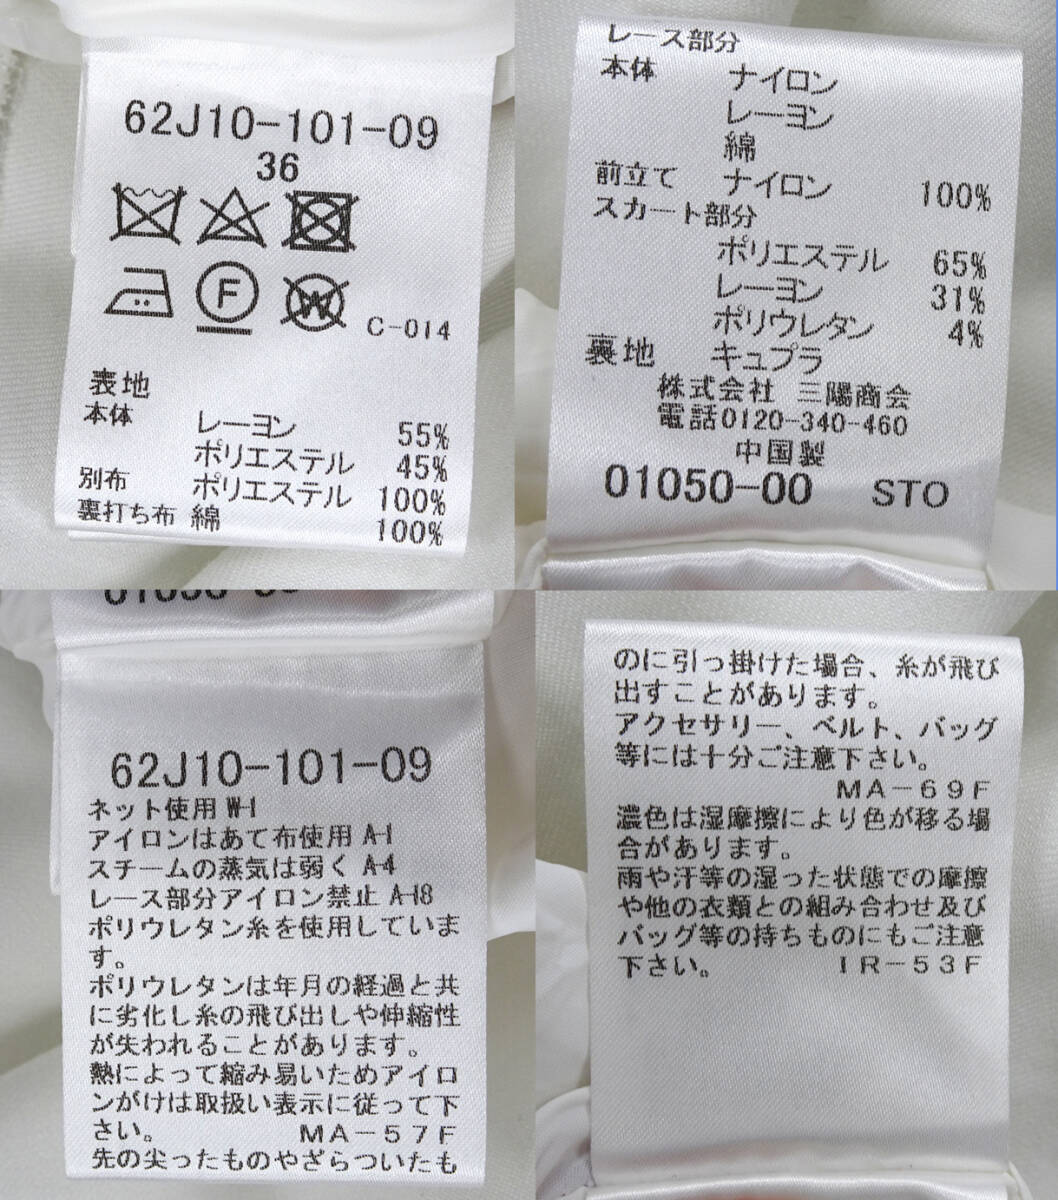 62J10-101-09
36
F
W
C-014
表地
本体 レーヨン 55%
ポリエステル 45%
別布 ポリエステル 100%
裏打ち布 綿 100%
レース部分
本体 ナイロン
レーヨン
綿
前立て ナイロン 100%
スカート部分
ポリエステル 65%
レーヨン 31%
ポリウレタン 4%
裏地 キュプラ
株式会社 三陽商会
電話0120-340-460
中国製
01050-00 STO
62J10-101-09
ネット使用 W-1
アイロンはあて布使用 A-1
スチームの蒸気は弱く A-4
レース部分アイロン禁止 A-18
ポリウレタン糸を使用していま
す。
ポリウレタンは年月の経過と共
に劣化し糸の飛び出しや伸縮性
が失われることがあります。
熱によって縮み易いためアイロ
ンがけは取扱い表示に従って下
さい。 MA-57F
先の尖ったものやざらついたも
のに引っ掛けた場合、糸が飛び
出すことがあります。
アクセサリー、ベルト、バッグ
等には十分ご注意下さい。
MA-69F
濃色は湿摩擦により色が移る場
合があります。
雨や汗等の湿った状態での摩擦
や他の衣類との組み合わせ及び
バッグ等の持ちものにもご注意
下さい。 IR-53F